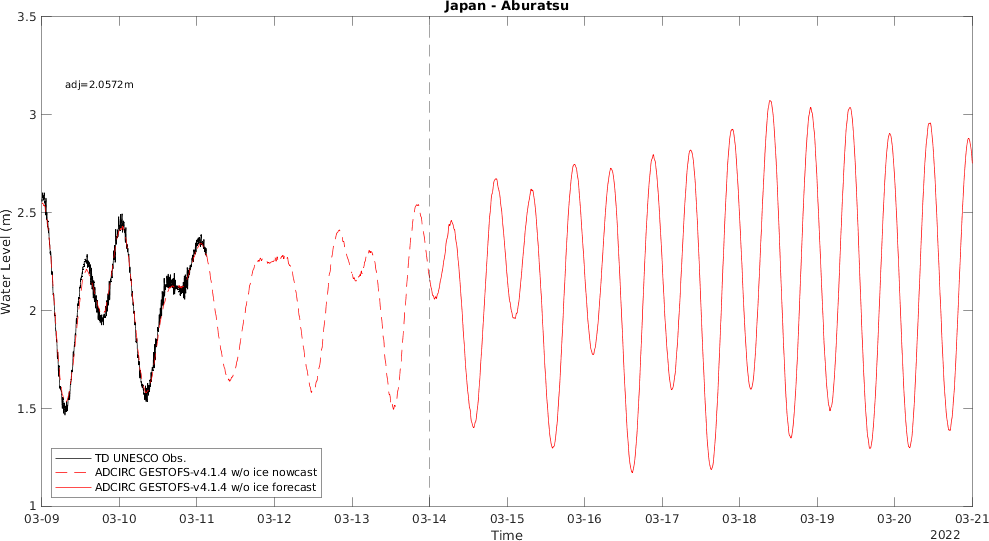 Japan - Aburatsu
3.5
3
2.5
2
1.5
1
Water Level (m)
adj=2.0572m
TD UNESCO Obs.
ADCIRC GESTOFS-v4.1.4 w/o ice nowcast
ADCIRC GESTOFS-v4.1.4 w/o ice forecast
03-09 03-10 03-11 03-12 03-13 03-14 03-15 03-16 03-17 03-18 03-19 03-20 03-21
Time
2022